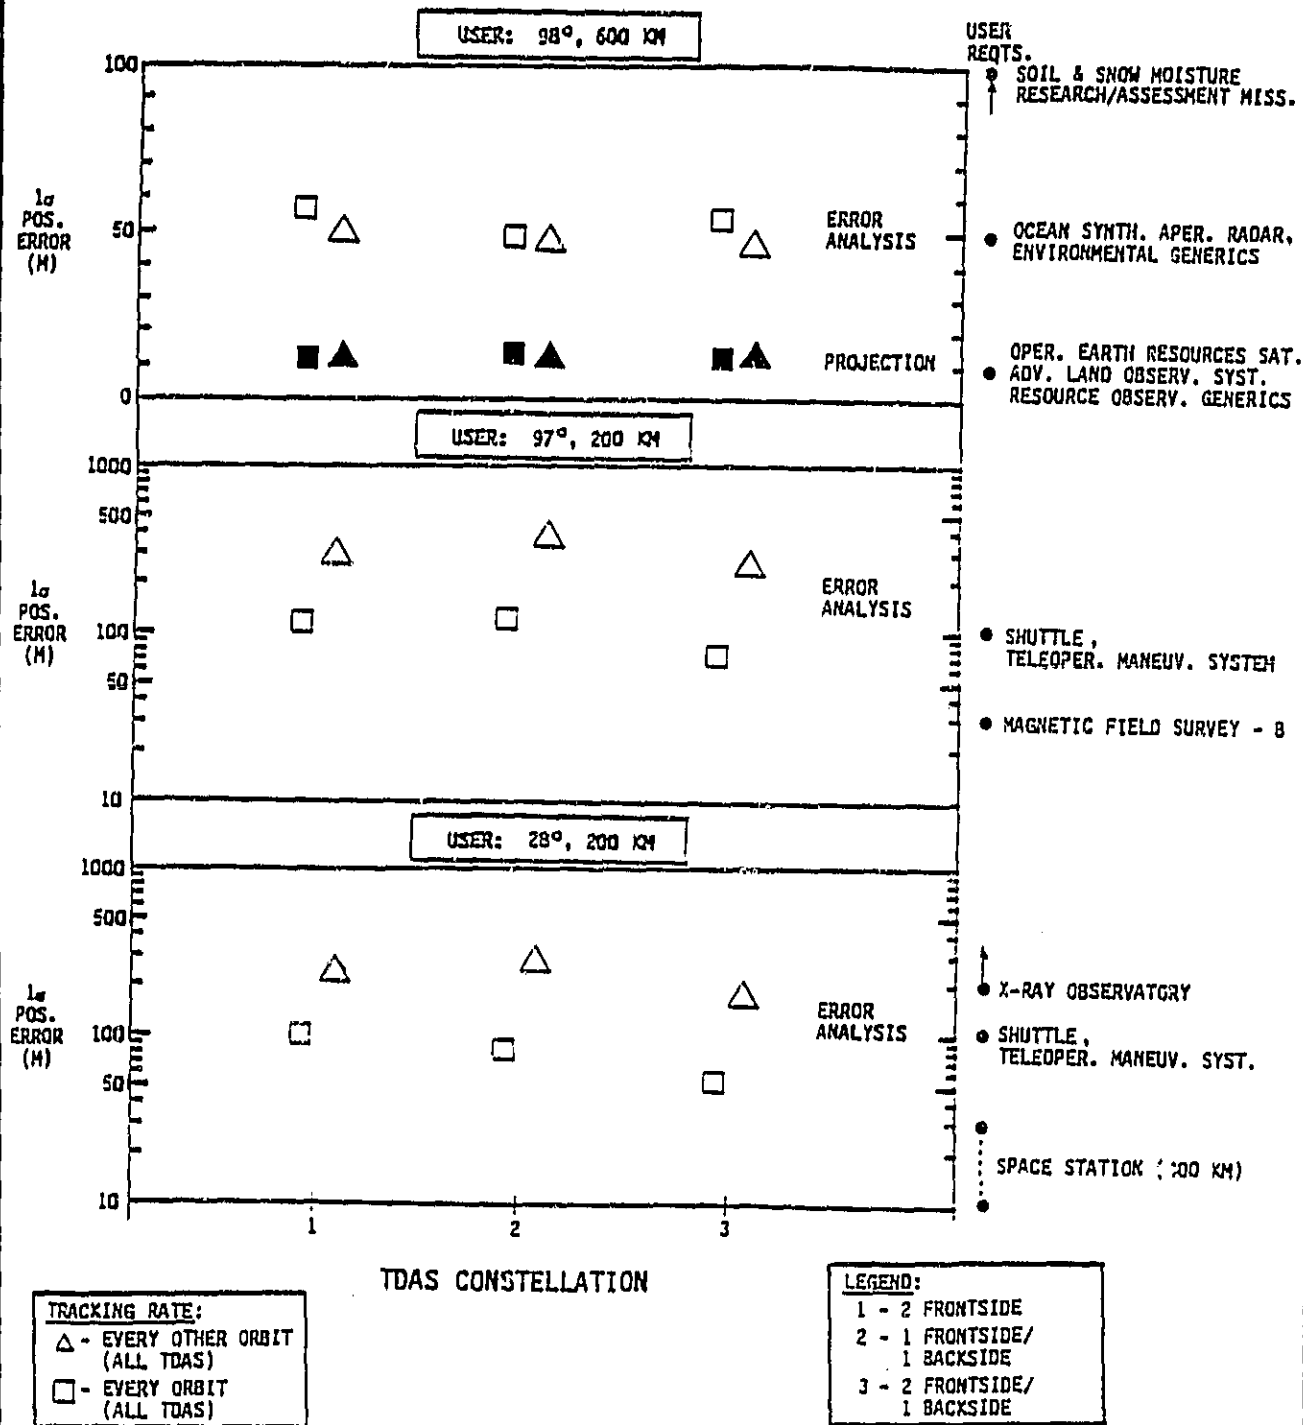 USER: 98°, 600 KM
USER
REQTS.
100
50
0
1σ
POS.
ERROR
(M)
ERROR
ANALYSIS
PROJECTION
SOIL & SNOW MOISTURE
RESEARCH/ASSESSMENT MISS.
OCEAN SYNTH. APER. RADAR,
ENVIRONMENTAL GENERICS
OPER. EARTH RESOURCES SAT.
ADV. LAND OBSERV. SYST.
RESOURCE OBSERV. GENERICS
USER: 97°, 200 KM
1000
500
100
50
10
1σ
POS.
ERROR
(M)
ERROR
ANALYSIS
SHUTTLE,
TELEOPER. MANEUV. SYSTEM
MAGNETIC FIELD SURVEY - B
USER: 28°, 200 KM
1000
500
100
50
10
1σ
POS.
ERROR
(M)
ERROR
ANALYSIS
X-RAY OBSERVATORY
SHUTTLE,
TELEOPER. MANEUV. SYST.
SPACE STATION KM)
1 2 3
TDAS CONSTELLATION
TRACKING RATE:
△ - EVERY OTHER ORBIT
(ALL TDAS)
□ - EVERY ORBIT
(ALL TDAS)
LEGEND:
1 - 2 FRONTSIDE
2 - 1 FRONTSIDE/
1 BACKSIDE
3 - 2 FRONTSIDE/
1 BACKSIDE